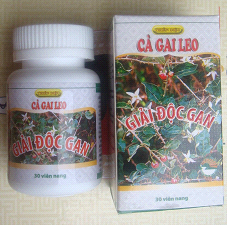 CÀ GAI LEO
GIẢI ĐỘC GAN
30 viên nang
CÀ GAI LEO
GIẢI ĐỘC GAN
30 viên nang